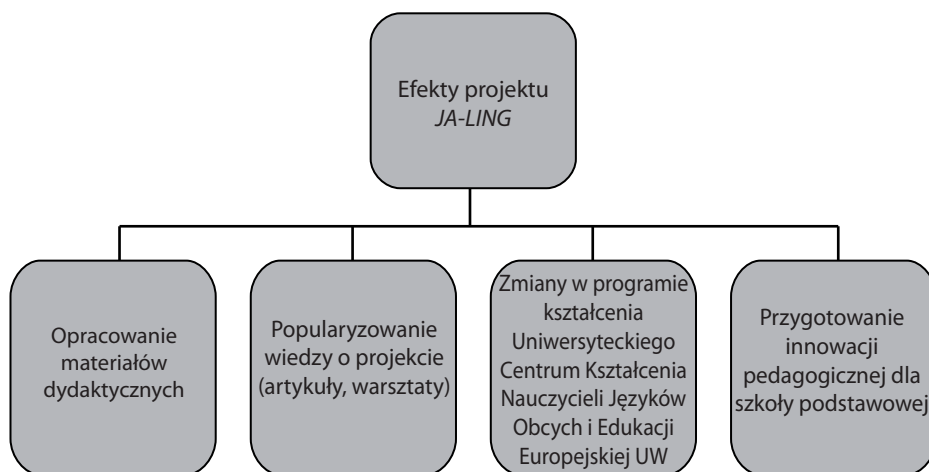 Efekty projektu
JA-LING
Opracowanie
materiałów
dydaktycznych
Popularyzowanie
wiedzy o projekcie
(artykuły, warsztaty)
Zmiany w programie
kształcenia
Uniwersyteckiego
Centrum Kształcenia
Nauczycieli Języków
Obcych i Edukacji
Europejskiej UW
Przygotowanie
innowacji
pedagogicznej dla
szkoły podstawowej